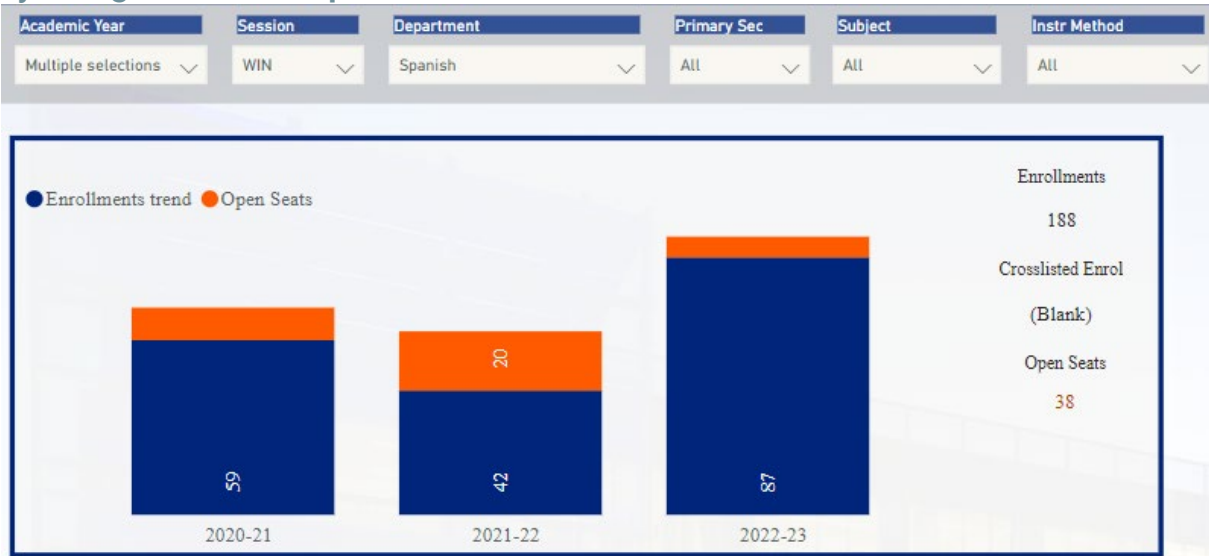 Academic Year Session Department Primary Sec Subject Instr Method
Multiple selections WIN Spanish All All All
Enrollments trend Open Seats
Enrollments
188
Crosslisted Enrol
(Blank)
Open Seats
38
20
59 42 87
2020-21 2021-22 2022-23